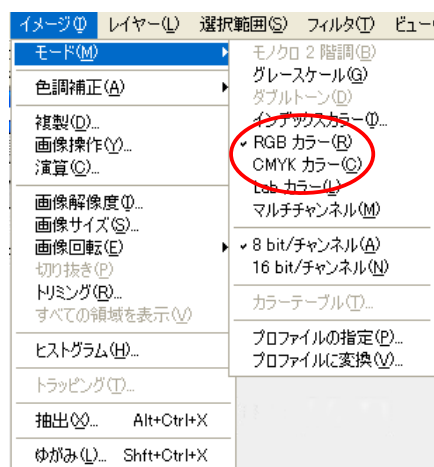 イメージ(I) レイヤー(L) 選択範囲(S) フィルタ(T) ビュー
モード(M)
色調補正(A)
複製(D)...
画像操作(Y)...
演算(C)...
画像解像度(I)...
画像サイズ(S)...
画像回転(E)
切り抜き(P)
トリミング(R)...
すべての領域を表示(V)
ヒストグラム(H)...
トラッピング(T)...
抽出(X)... Alt+Ctrl+X
ゆがみ(L)... Shft+Ctrl+X
モノクロ 2 階調(B)
グレースケール(G)
ダブルトーン(D)
インデックスカラー(I)...
✓ RGB カラー(R)
CMYK カラー(C)
Lab カラー(L)
マルチチャンネル(M)
✓ 8 bit/チャンネル(A)
16 bit/チャンネル(N)
カラーテーブル(T)...
プロファイルの指定(P)...
プロファイルに変換(V)...